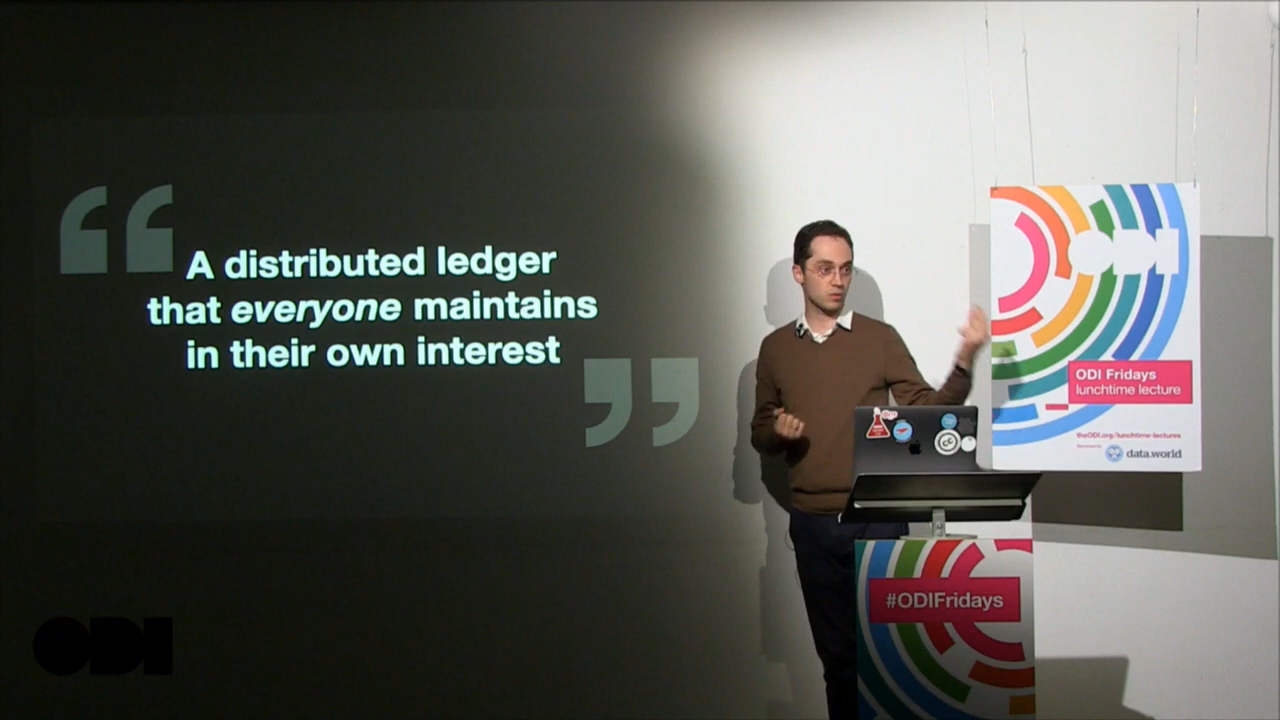 A distributed ledger
that everyone maintains
in their own interest
ODI
ODI Fridays
lunchtime lecture
theODI.org/lunchtime-lectures
data.world
#ODIFridays
ODI